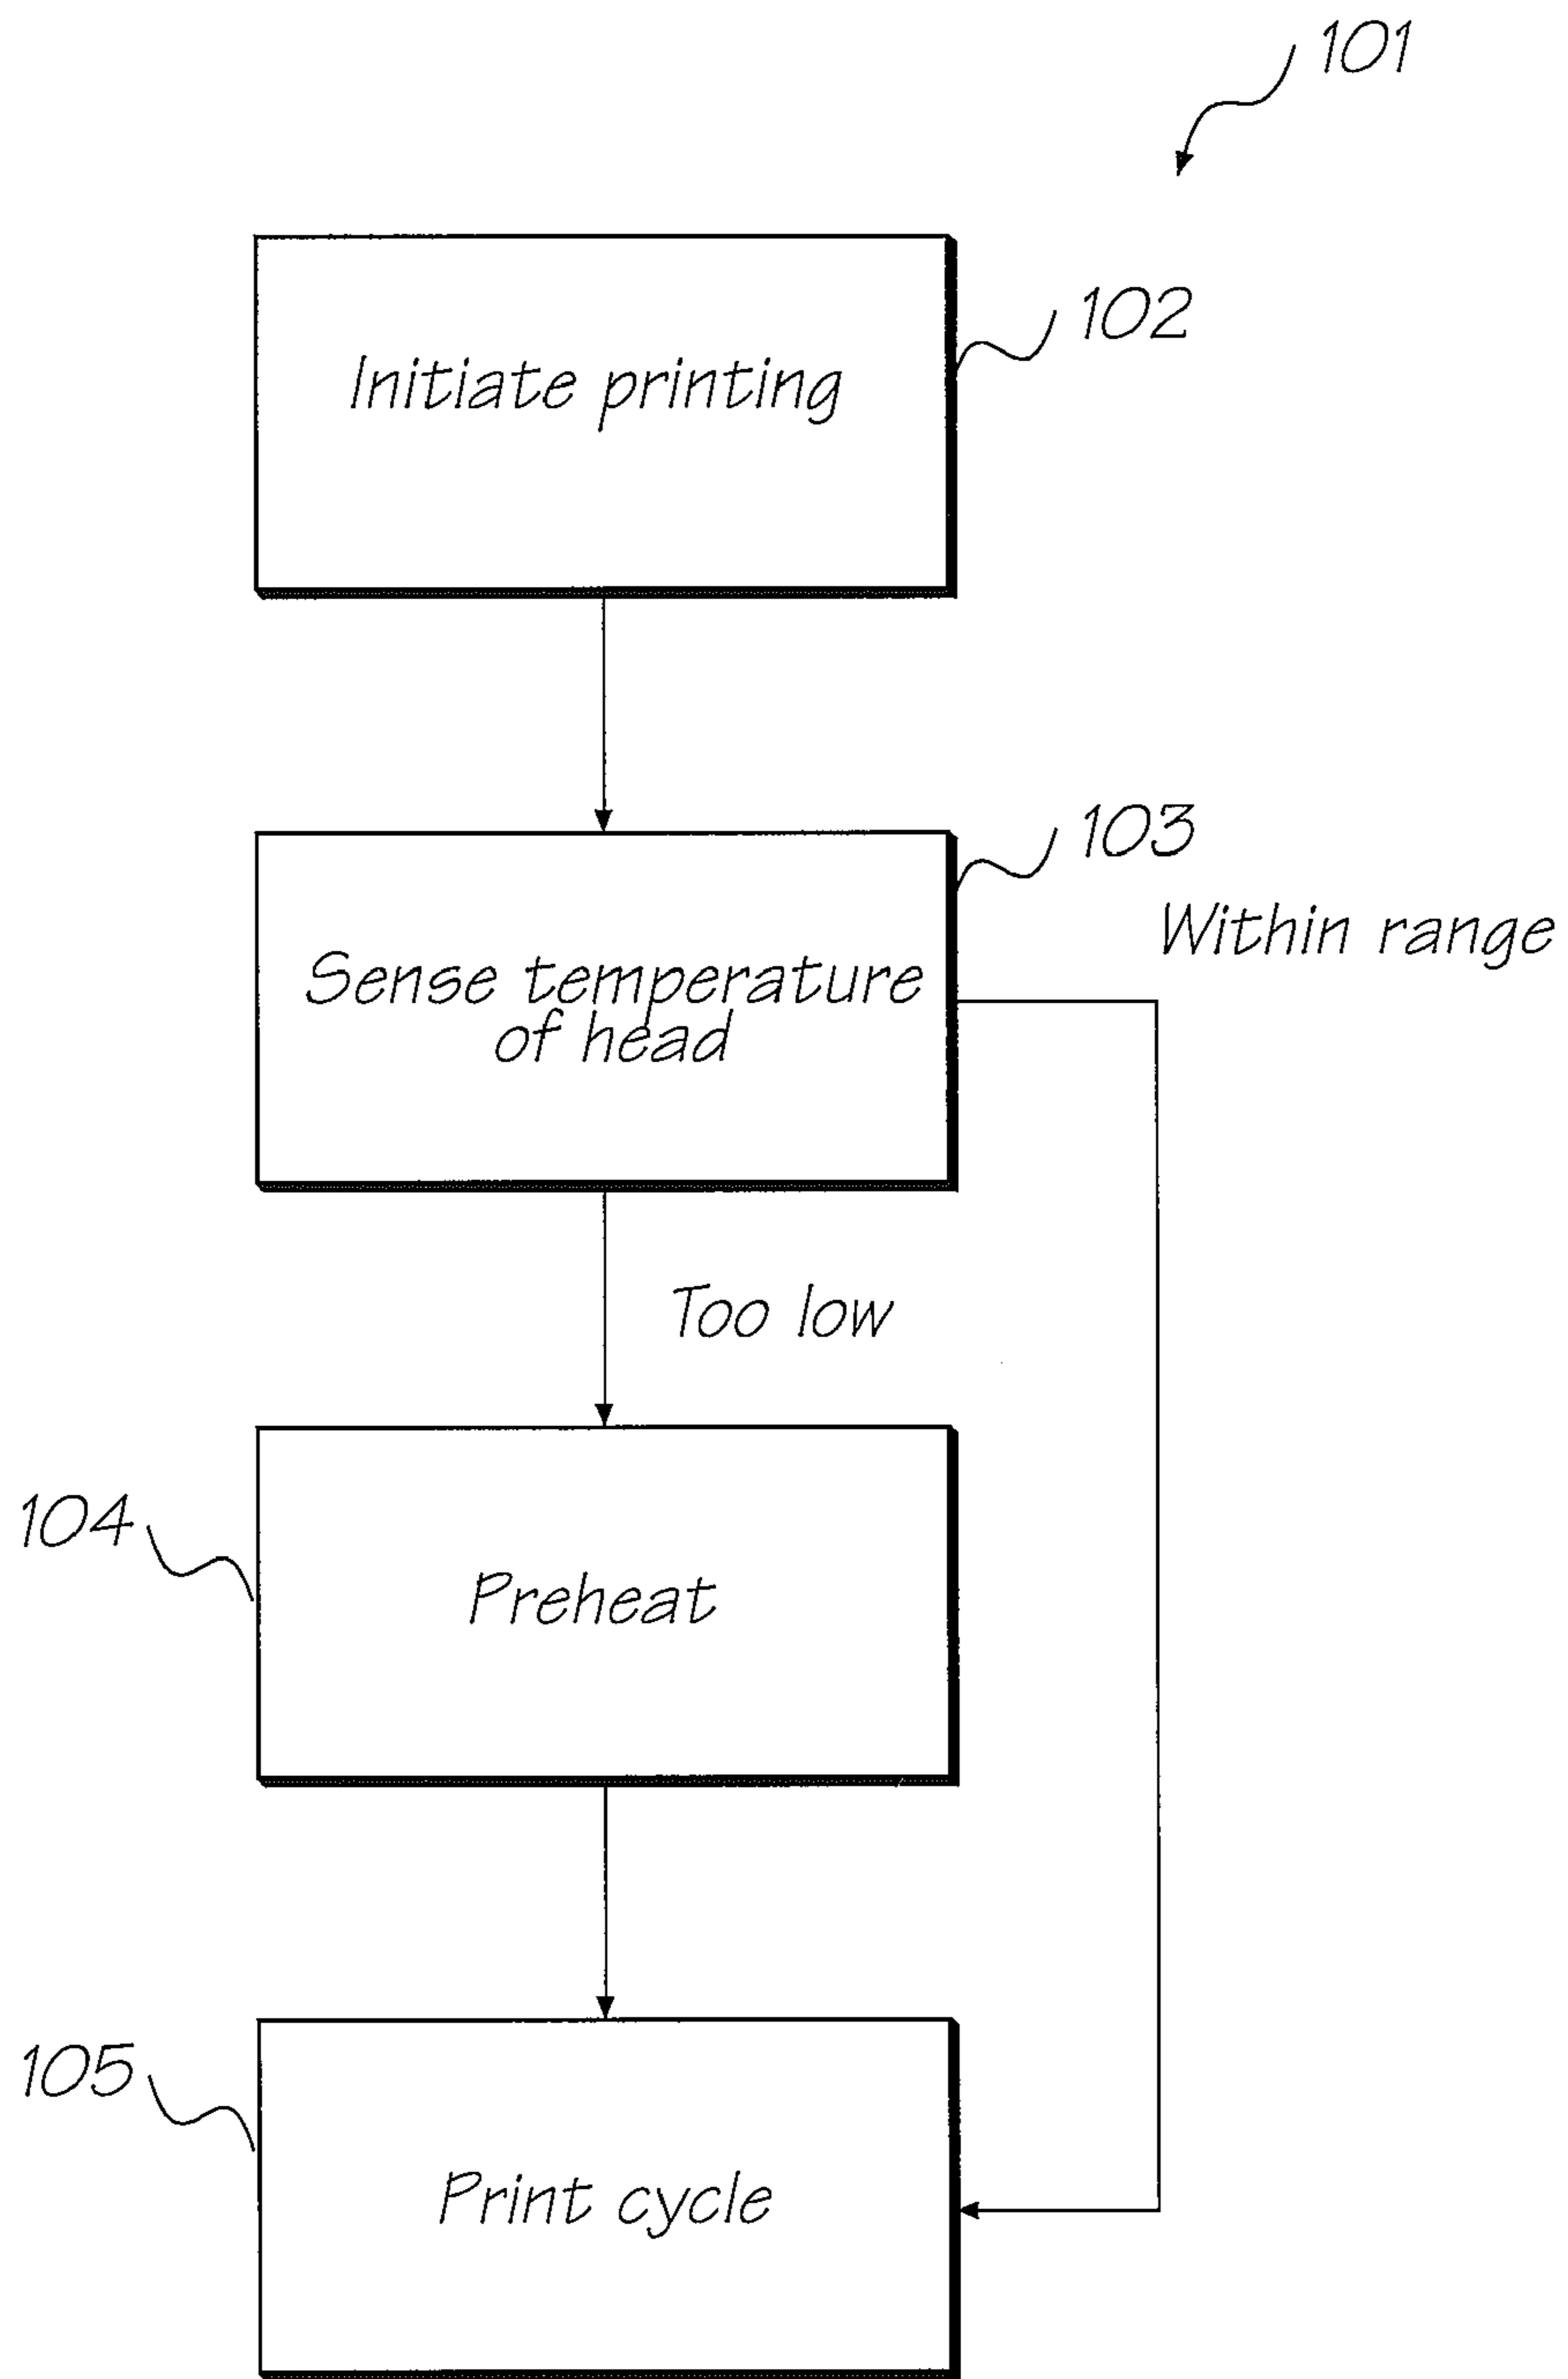 101
102
Initiate printing
103
Within range
Sense temperature
of head
Too low
104
Preheat
105
Print cycle